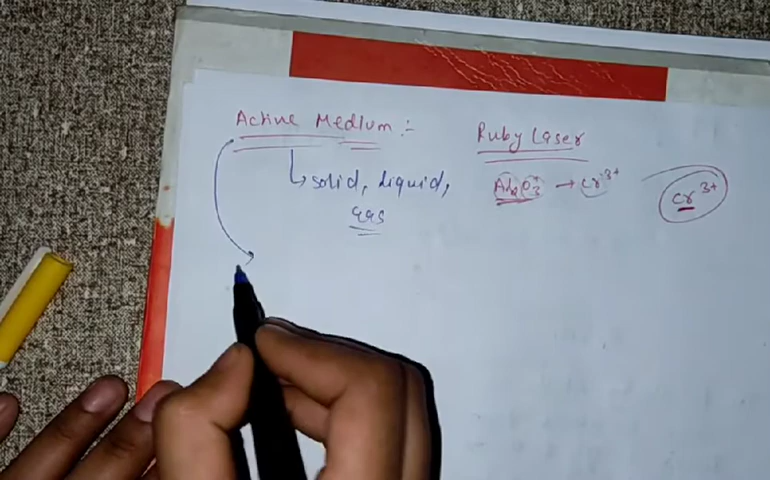 Active Medium :-
solid, liquid,
gas
Ruby Laser
Al2O3 → Cr3+
Cr3+